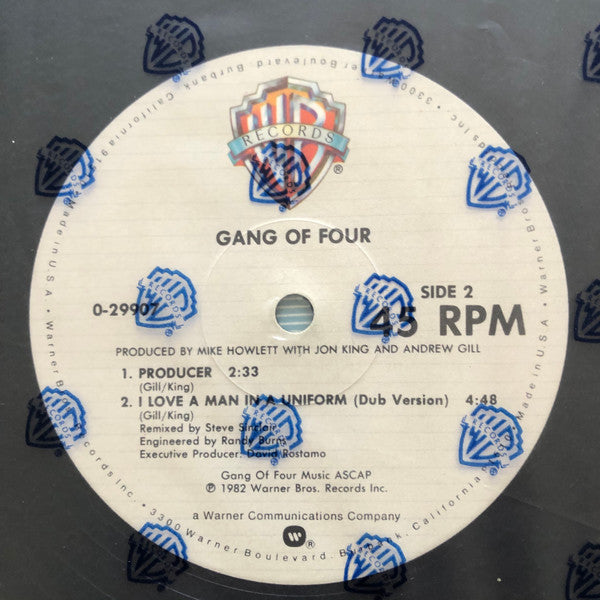 RECORDS
®
GANG OF FOUR
0-29907
SIDE 2
45 RPM
PRODUCED BY MIKE HOWLETT WITH JON KING AND ANDREW GILL
1. PRODUCER 2:33
(Gill/King)
2. I LOVE A MAN IN A UNIFORM (Dub Version) 4:48
(Gill/King)
Remixed by Steve Sinclair
Engineered by Randy Burns
Executive Producer: David Rostamo
Gang Of Four Music ASCAP
℗ 1982 Warner Bros. Records Inc.
a Warner Communications Company
®
Made in U.S.A. • Warner Bros. Records Inc. • 3300 Warner Boulevard, Burbank, California